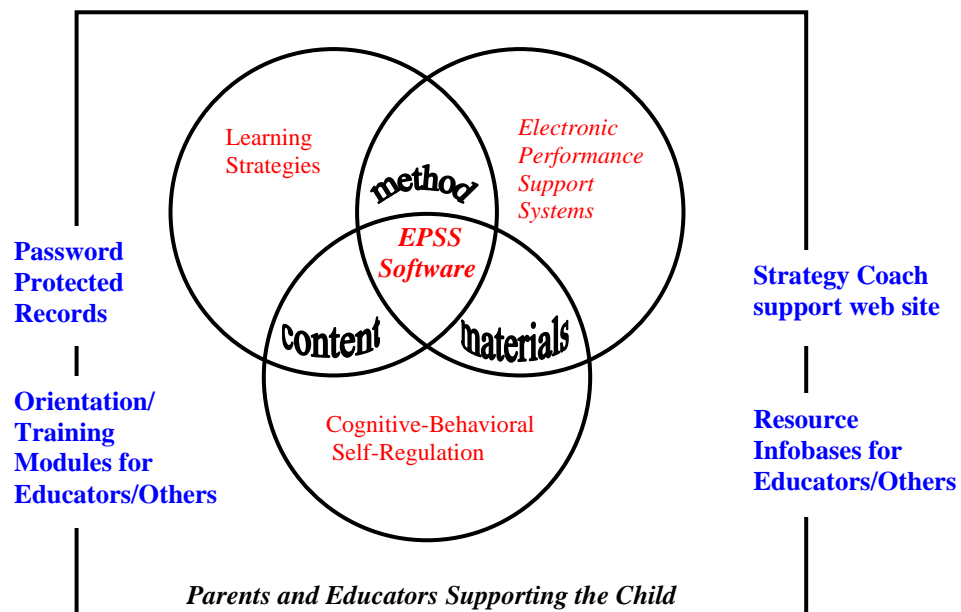 Learning
Strategies
Electronic
Performance
Support
Systems
method
EPSS
Software
Password
Protected
Records
Strategy Coach
support web site
content
materials
Orientation/
Training
Modules for
Educators/Others
Cognitive-Behavioral
Self-Regulation
Resource
Infobases for
Educators/Others
Parents and Educators Supporting the Child